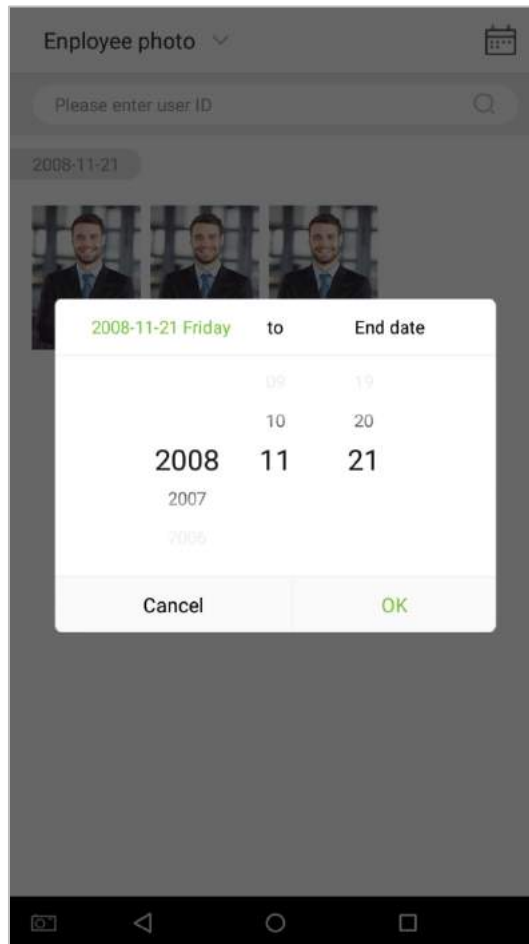 Enployee photo
Please enter user ID
2008-11-21
2008-11-21 Friday to End date
09 19
10 20
2008 11 21
2007
2006
Cancel OK